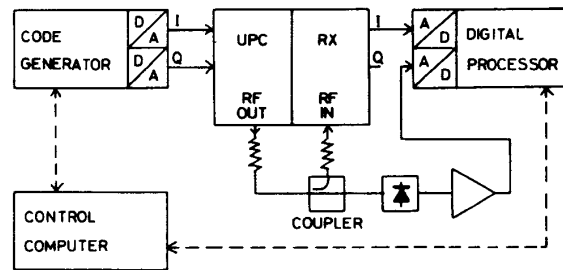 CODE
GENERATOR
D
A
D
A
I
Q
UPC
RX
RF
OUT
RF
IN
I
Q
A
D
A
D
DIGITAL
PROCESSOR
COUPLER
CONTROL
COMPUTER